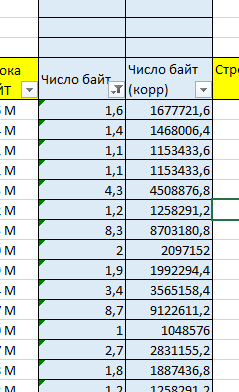 ока Число байт Число байт Стро
ЙТ (корр)
М 1,6 1677721,6
М 1,4 1468006,4
М 1,1 1153433,6
М 1,1 1153433,6
М 4,3 4508876,8
М 1,2 1258291,2
М 8,3 8703180,8
М 2 2097152
М 1,9 1992294,4
М 3,4 3565158,4
М 8,7 9122611,2
М 1 1048576
М 2,7 2831155,2
М 1,8 1887436,8
М 1,2 1258291,2